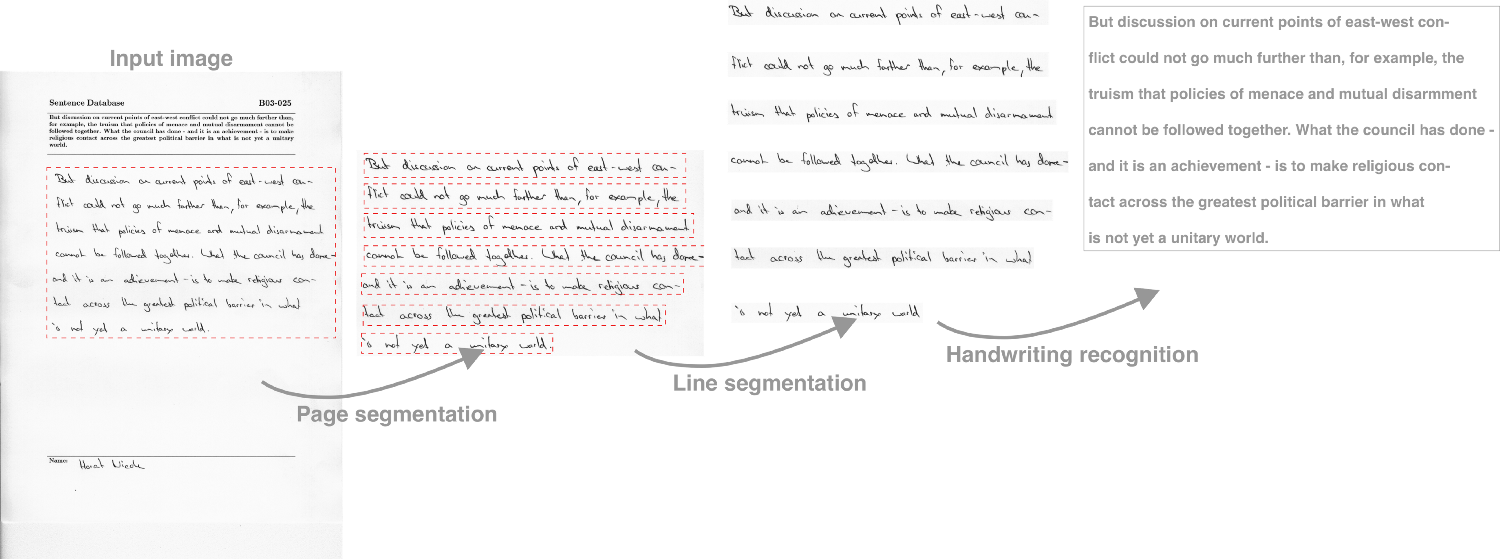 Input image
Sentence Database B03-025
But discussion on current points of east-west conflict could not go much further than,
for example, the truism that policies of menace and mutual disarmament cannot be
followed together. What the council has done - and it is an achievement - is to make
religious contact across the greatest political barrier in what is not yet a unitary
world.
But discussion on current points of east-west con-
flict could not go much further than, for example, the
truism that policies of menace and mutual disarmament
cannot be followed together. What the council has done-
and it is an achievement - is to make religious con-
tact across the greatest political barrier in what
is not yet a unitary world.
Name:
Page segmentation
But discussion on current points of east-west con-
flict could not go much further than, for example, the
truism that policies of menace and mutual disarmament
cannot be followed together. What the council has done-
and it is an achievement - is to make religious con-
tact across the greatest political barrier in what
is not yet a unitary world.
Line segmentation
But discussion on current points of east-west con-
flict could not go much further than, for example, the
truism that policies of menace and mutual disarmament
cannot be followed together. What the council has done-
and it is an achievement - is to make religious con-
tact across the greatest political barrier in what
is not yet a unitary world
Handwriting recognition
But discussion on current points of east-west con-
flict could not go much further than, for example, the
truism that policies of menace and mutual disarmment
cannot be followed together. What the council has done -
and it is an achievement - is to make religious con-
tact across the greatest political barrier in what
is not yet a unitary world.